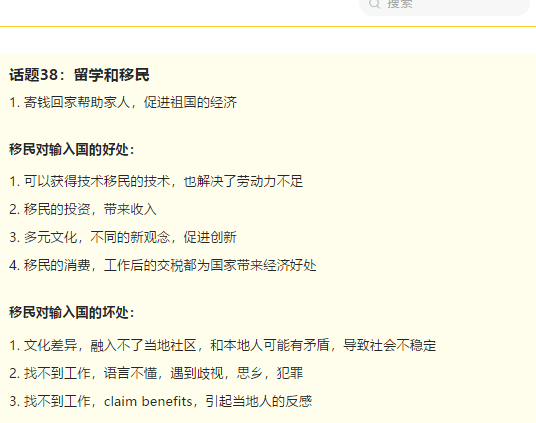 搜索
话题38：留学和移民
1. 寄钱回家帮助家人，促进祖国的经济
移民对输入国的好处：
1. 可以获得技术移民的技术，也解决了劳动力不足
2. 移民的投资，带来收入
3. 多元文化，不同的新观念，促进创新
4. 移民的消费，工作后的交税都为国家带来经济好处
移民对输入国的坏处：
1. 文化差异，融入不了当地社区，和本地人可能有矛盾，导致社会不稳定
2. 找不到工作，语言不懂，遇到歧视，思乡，犯罪
3. 找不到工作，claim benefits，引起当地人的反感